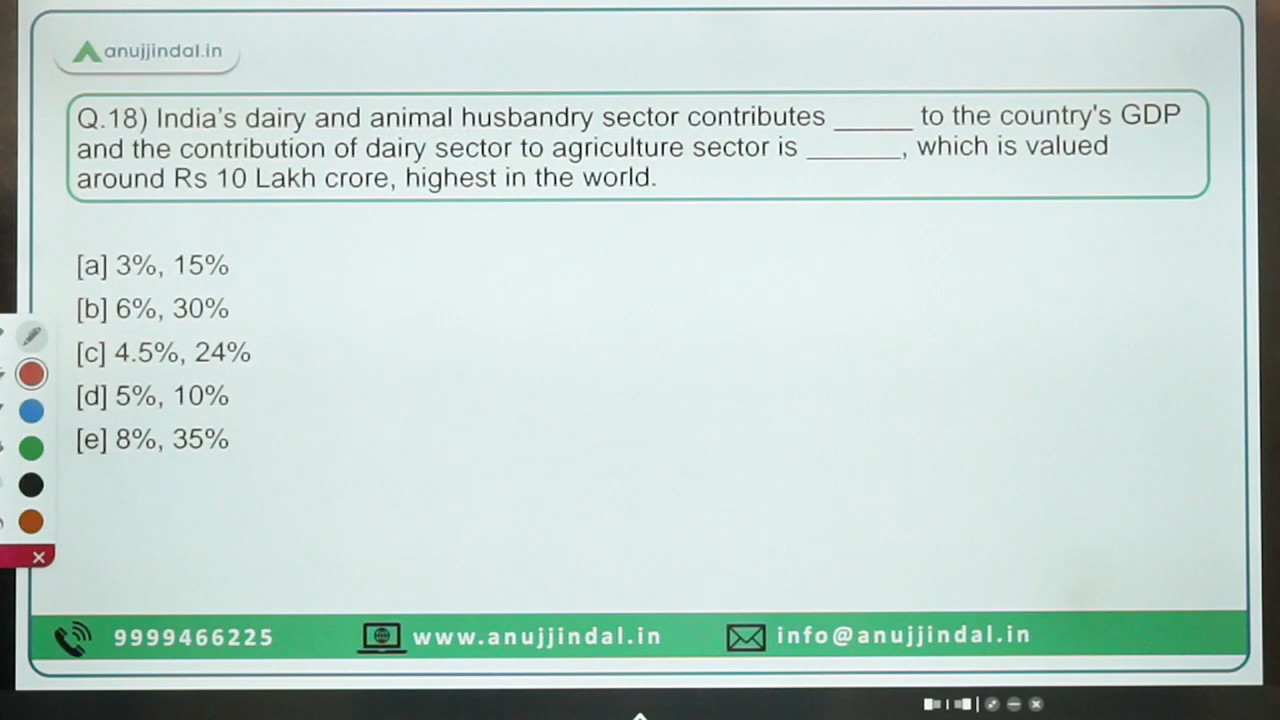 anujjindal.in
Q.18) India's dairy and animal husbandry sector contributes ______ to the country's GDP
and the contribution of dairy sector to agriculture sector is _______, which is valued
around Rs 10 Lakh crore, highest in the world.
[a] 3%, 15%
[b] 6%, 30%
[c] 4.5%, 24%
[d] 5%, 10%
[e] 8%, 35%
9999466225
www.anujjindal.in
info@anujjindal.in